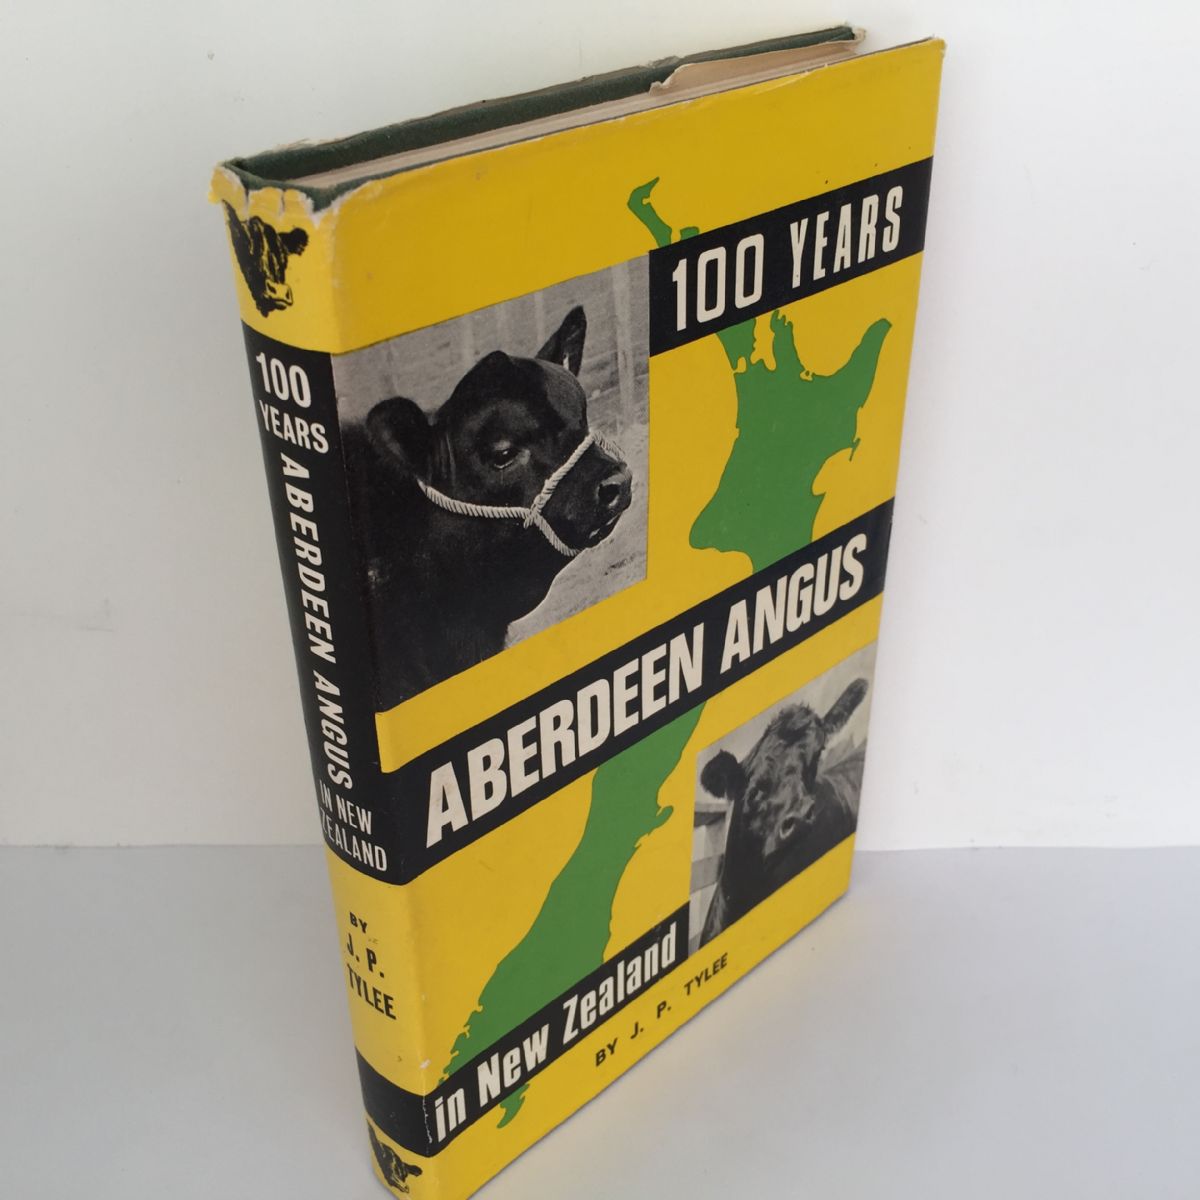 100 YEARS
ABERDEEN ANGUS
in New Zealand
BY J. P. TYLEE
100
YEARS
ABERDEEN ANGUS
IN NEW
ZEALAND
BY
J. P.
TYLEE